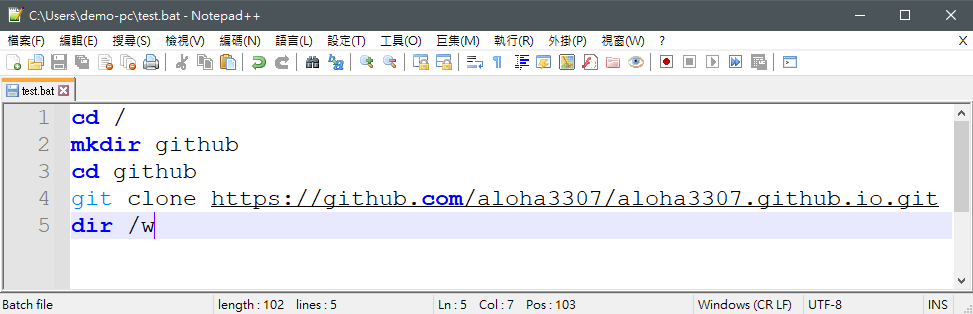 C:\Users\demo-pc\test.bat - Notepad++
檔案(F) 編輯(E) 搜尋(S) 檢視(V) 編碼(N) 語言(L) 設定(T) 工具(O) 巨集(M) 執行(R) 外掛(P) 視窗(W) ? X
test.bat
1 cd /
2 mkdir github
3 cd github
4 git clone https://github.com/aloha3307/aloha3307.github.io.git
5 dir /w
Batch file length : 102 lines : 5 Ln : 5 Col : 7 Pos : 103 Windows (CR LF) UTF-8 INS